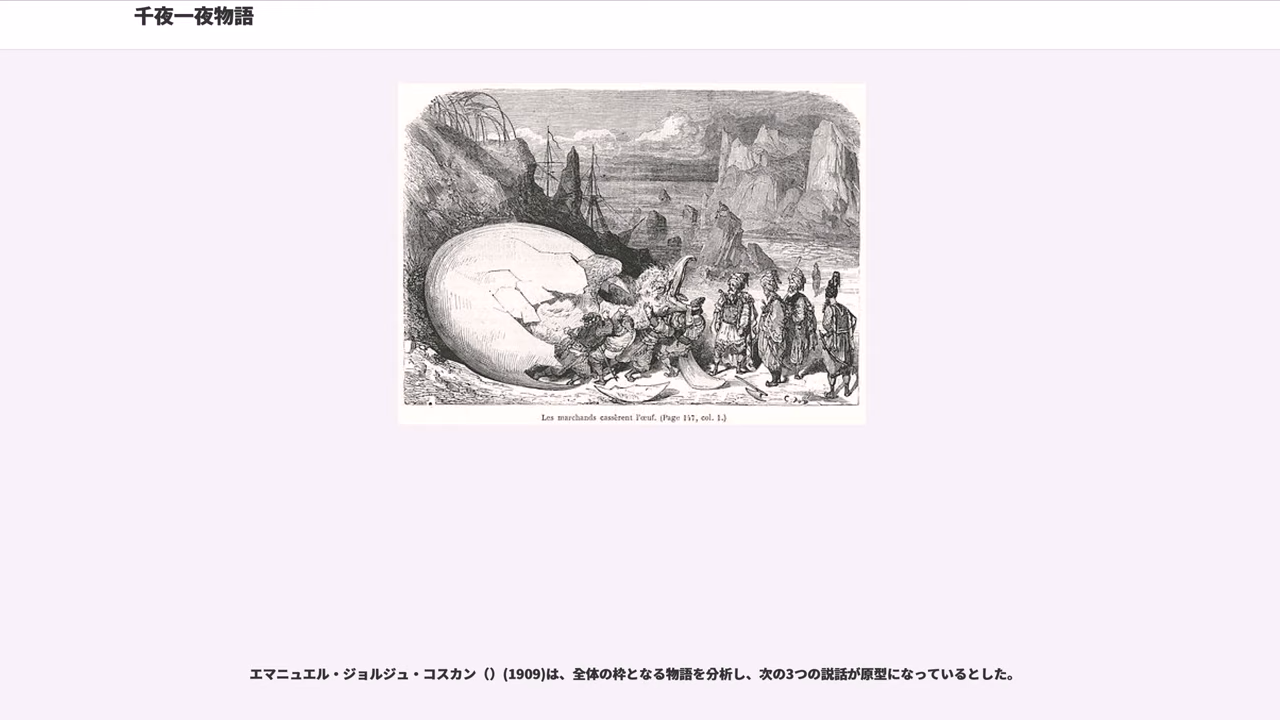 千夜一夜物語
Les marchands cassèrent l'œuf. (Page 147, col. 1.)
エマニュエル・ジョルジュ・コスカン（）(1909)は、全体の枠となる物語を分析し、次の3つの説話が原型になっているとした。